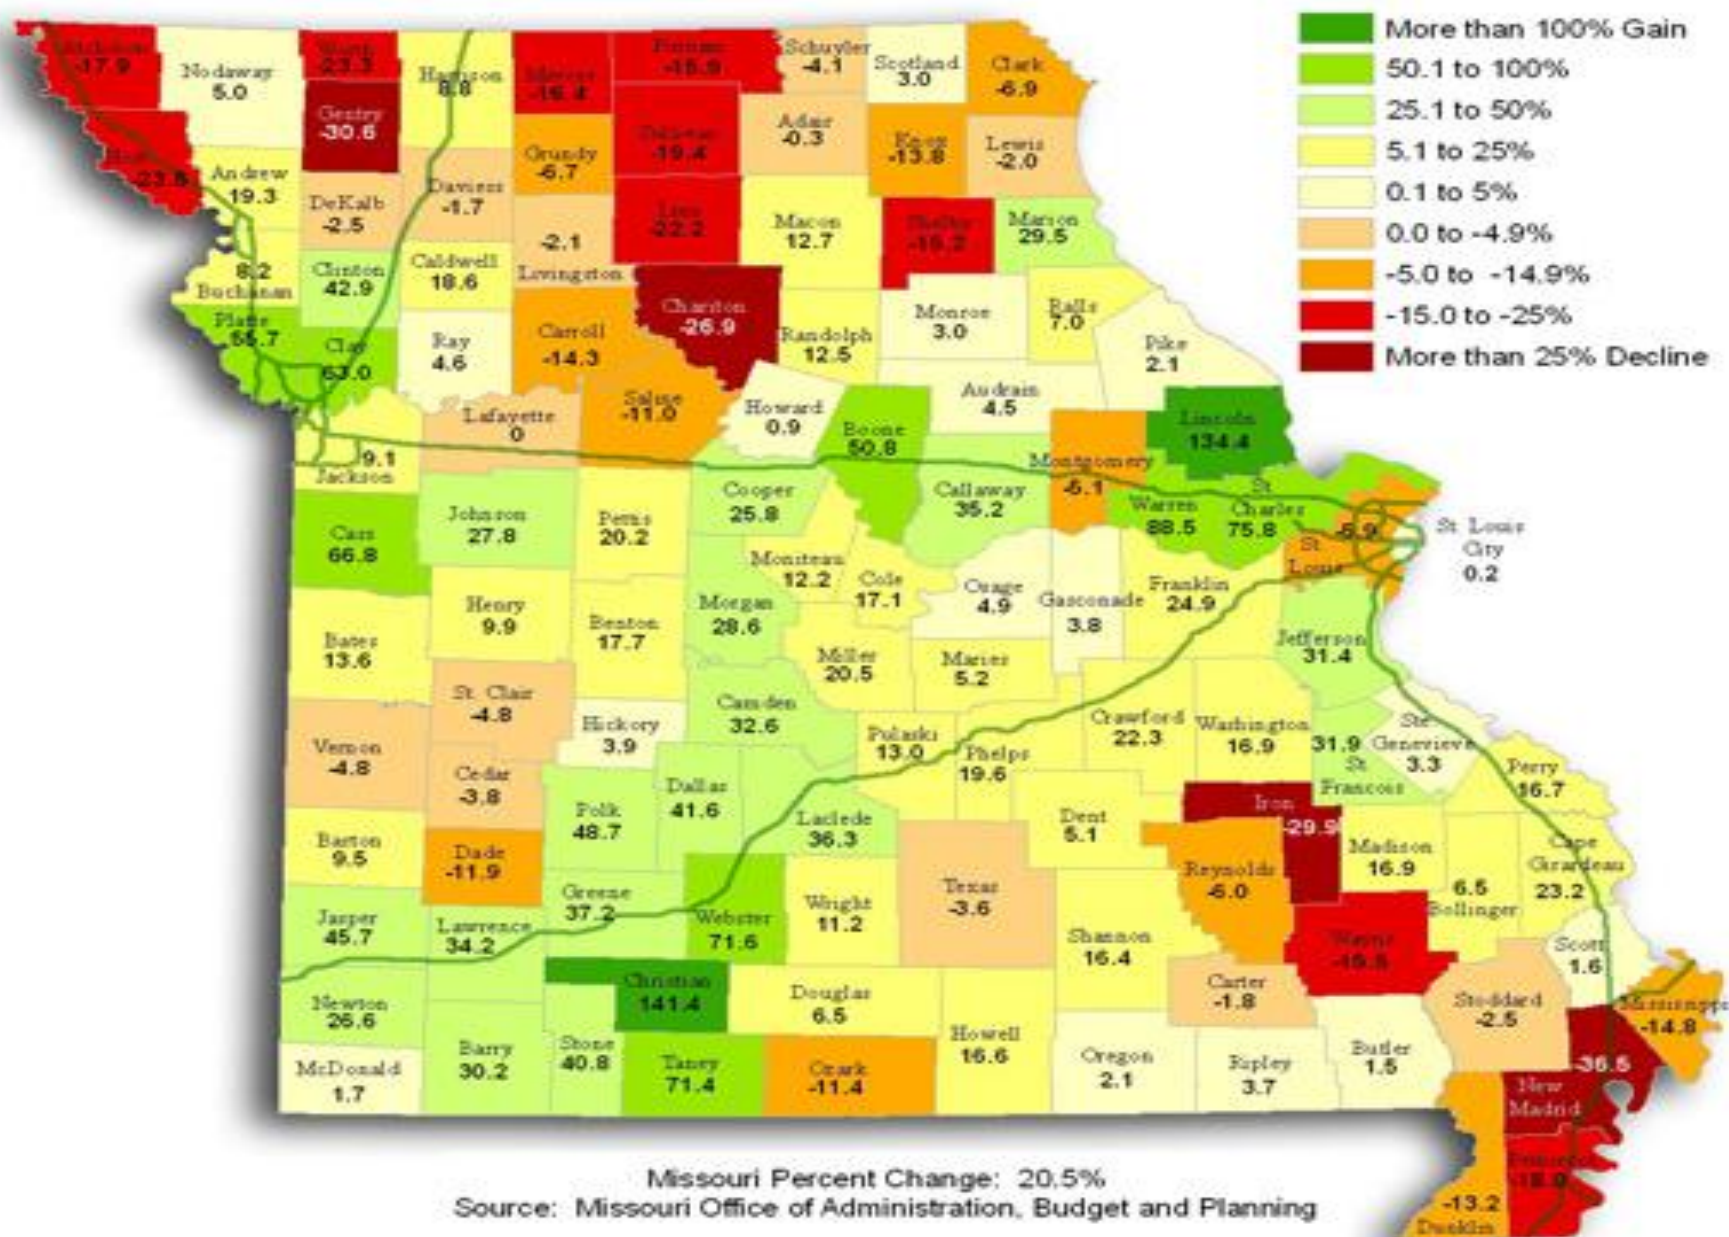 More than 100% Gain
50.1 to 100%
25.1 to 50%
5.1 to 25%
0.1 to 5%
0.0 to -4.9%
-5.0 to -14.9%
-15.0 to -25%
More than 25% Decline
-17.9
Nodaway
5.0
Worth
-23.3
Harrison
8.8
Mercer
-16.4
Putnam
-15.9
Schuyler
-4.1
Scotland
3.0
Clark
-6.9
Gentry
-30.6
-23.5
Andrew
19.3
DeKalb
-2.5
Daviess
-1.7
Grundy
-6.7
Sullivan
-19.4
Adair
-0.3
Knox
-13.8
Lewis
-2.0
8.2
Buchanan
Clinton
42.9
Caldwell
18.6
-2.1
Livingston
Linn
-22.2
Macon
12.7
Shelby
-15.2
Marion
29.5
Platte
55.7
Clay
63.0
Ray
4.6
Carroll
-14.3
Chariton
-26.9
Randolph
12.5
Monroe
3.0
Ralls
7.0
Pike
2.1
9.1
Jackson
Lafayette
0
Saline
-11.0
Howard
0.9
Boone
50.8
Audrain
4.5
Lincoln
134.4
Cass
66.8
Johnson
27.8
Pettis
20.2
Cooper
25.8
Callaway
35.2
Montgomery
-5.1
Warren
88.5
St
Charles
75.8
-5.9
St
Louis
St. Louis
City
0.2
Moniteau
12.2
Cole
17.1
Osage
4.9
Gasconade
3.8
Franklin
24.9
Bates
13.6
Henry
9.9
Benton
17.7
Morgan
28.6
Miller
20.5
Maries
5.2
Jefferson
31.4
Vernon
-4.8
St. Clair
-4.8
Hickory
3.9
Camden
32.6
Pulaski
13.0
Phelps
19.6
Crawford
22.3
Washington
16.9
31.9
St
Francois
Ste
Genevieve
3.3
Perry
16.7
Cedar
-3.8
Barton
9.5
Dade
-11.9
Polk
48.7
Dallas
41.6
Laclede
36.3
Dent
5.1
Iron
-29.9
Madison
16.9
6.5
Bollinger
Cape
Girardeau
23.2
Jasper
45.7
Lawrence
34.2
Greene
37.2
Webster
71.6
Wright
11.2
Texas
-3.6
Shannon
16.4
Reynolds
-6.0
Wayne
Scott
1.6
Newton
26.6
Christian
141.4
Douglas
6.5
Howell
16.6
Carter
-1.8
Stoddard
-2.5
Mississippi
-14.8
McDonald
1.7
Barry
30.2
Stone
40.8
Taney
71.4
Ozark
-11.4
Oregon
2.1
Ripley
3.7
Butler
1.5
-36.5
New
Madrid
-13.2
Dunklin
Missouri Percent Change: 20.5%
Source: Missouri Office of Administration, Budget and Planning